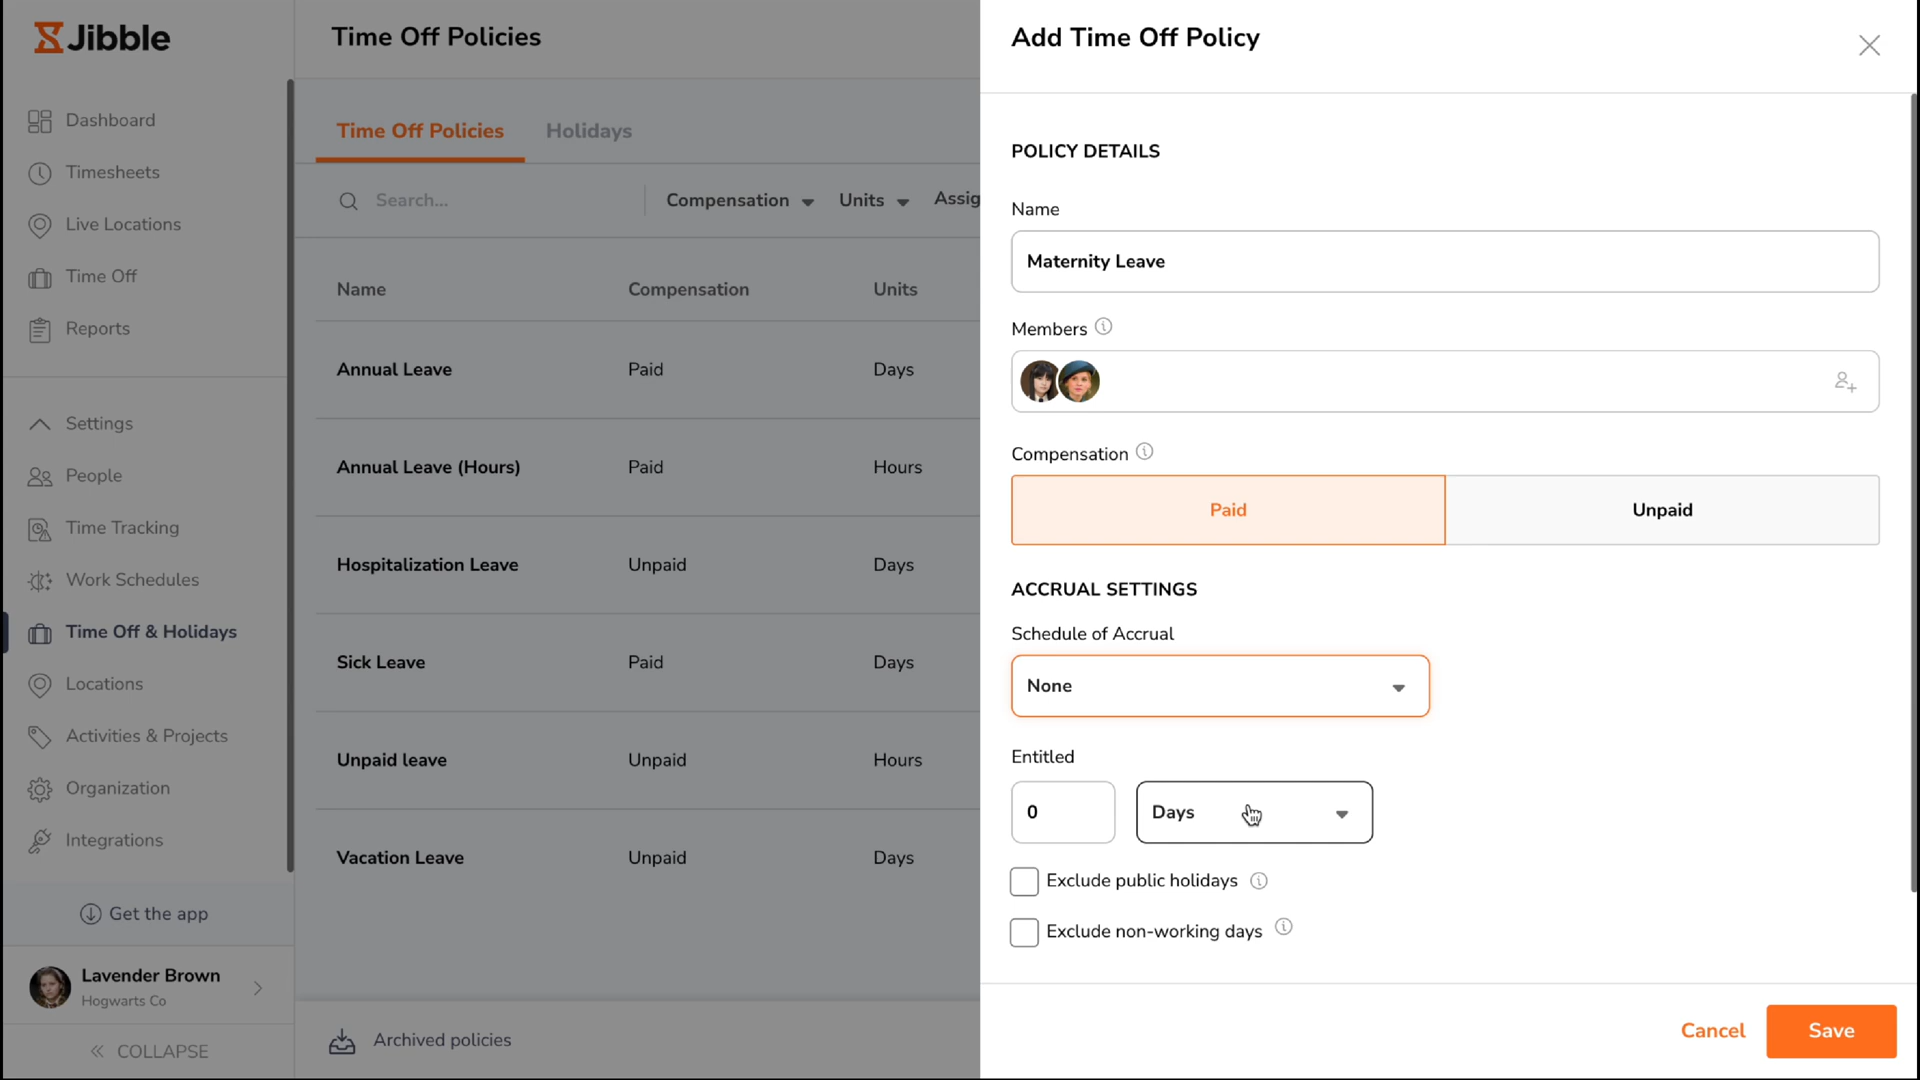 Jibble
Dashboard
Timesheets
Live Locations
Time Off
Reports
Settings
People
Time Tracking
Work Schedules
Time Off & Holidays
Locations
Activities & Projects
Organization
Integrations
Get the app
Lavender Brown
Hogwarts Co
COLLAPSE
Time Off Policies
Time Off Policies Holidays
Search... Compensation Units Assig
Name Compensation Units
Annual Leave Paid Days
Annual Leave (Hours) Paid Hours
Hospitalization Leave Unpaid Days
Sick Leave Paid Days
Unpaid leave Unpaid Hours
Vacation Leave Unpaid Days
Archived policies
Add Time Off Policy
POLICY DETAILS
Name
Maternity Leave
Members
Compensation
Paid Unpaid
ACCRUAL SETTINGS
Schedule of Accrual
None
Entitled
0 Days
Exclude public holidays
Exclude non-working days
Cancel Save